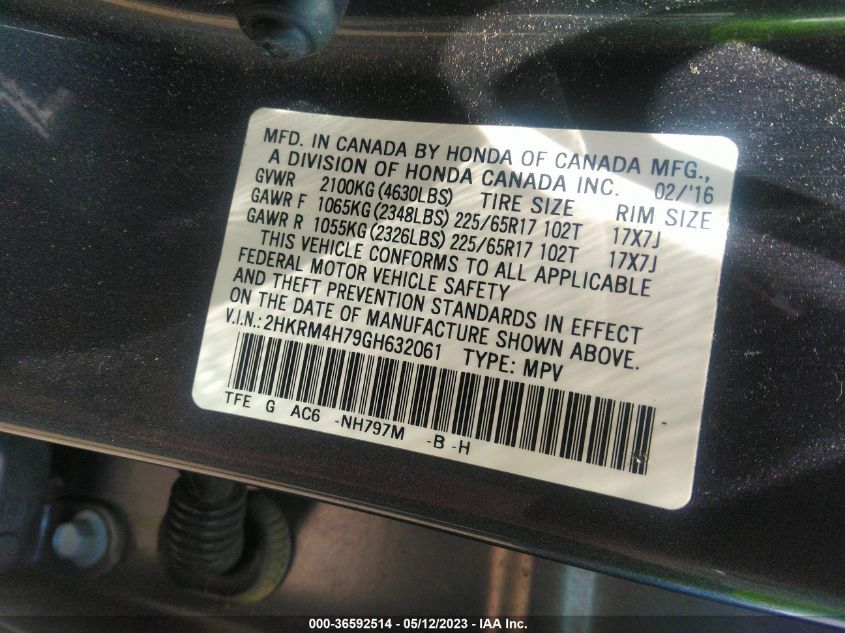 MFD. IN CANADA BY HONDA OF CANADA MFG.,
A DIVISION OF HONDA CANADA INC. 02/'16
GVWR 2100KG (4630LBS) TIRE SIZE RIM SIZE
GAWR F 1065KG (2348LBS) 225/65R17 102T 17X7J
GAWR R 1055KG (2326LBS) 225/65R17 102T 17X7J
THIS VEHICLE CONFORMS TO ALL APPLICABLE
FEDERAL MOTOR VEHICLE SAFETY
AND THEFT PREVENTION STANDARDS IN EFFECT
ON THE DATE OF MANUFACTURE SHOWN ABOVE.
V.I.N.: 2HKRM4H79GH632061 TYPE: MPV
TFE G AC6 -NH797M -B -H
000-36592514 - 05/12/2023 - IAA Inc.